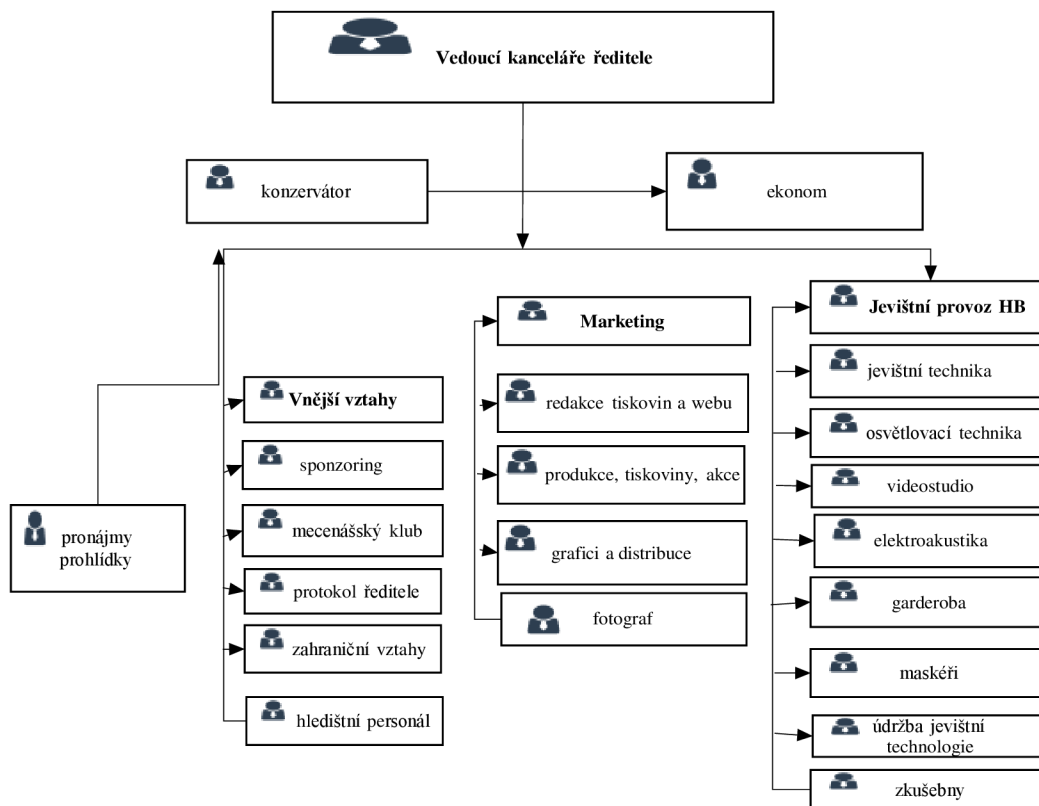 Vedoucí kanceláře ředitele
konzervátor
ekonom
pronájmy
prohlídky
Vnější vztahy
sponzoring
mecenášský klub
protokol ředitele
zahraniční vztahy
hledištní personál
Marketing
redakce tiskovin a webu
produkce, tiskoviny, akce
grafici a distribuce
fotograf
Jevištní provoz HB
jevištní technika
osvětlovací technika
videostudio
elektroakustika
garderoba
maskéři
údržba jevištní
technologie
zkušebny